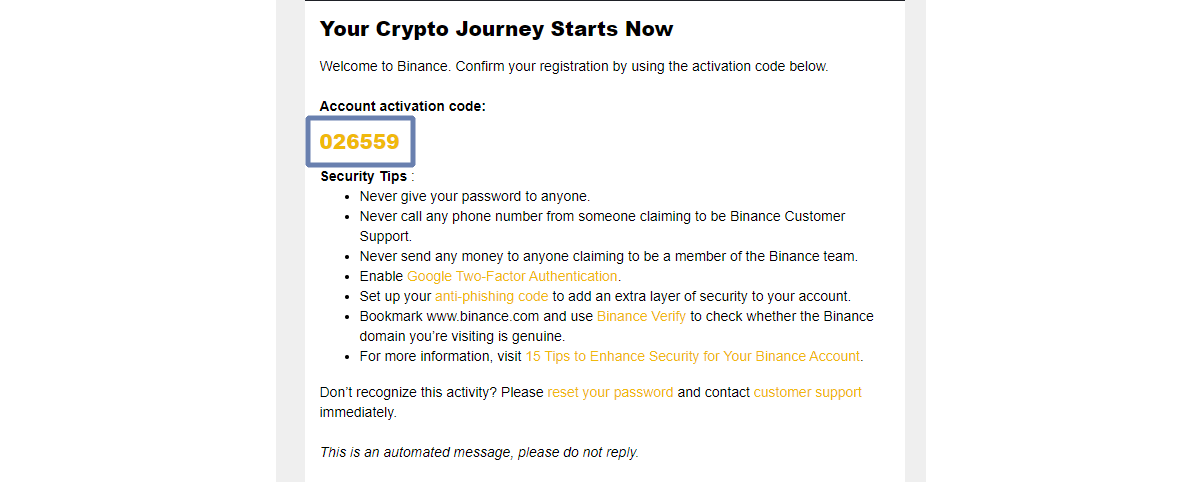 Your Crypto Journey Starts Now
Welcome to Binance. Confirm your registration by using the activation code below.
Account activation code:
026559
Security Tips :
• Never give your password to anyone.
• Never call any phone number from someone claiming to be Binance Customer
Support.
• Never send any money to anyone claiming to be a member of the Binance team.
• Enable Google Two-Factor Authentication.
• Set up your anti-phishing code to add an extra layer of security to your account.
• Bookmark www.binance.com and use Binance Verify to check whether the Binance
domain you’re visiting is genuine.
• For more information, visit 15 Tips to Enhance Security for Your Binance Account.
Don’t recognize this activity? Please reset your password and contact customer support
immediately.
This is an automated message, please do not reply.